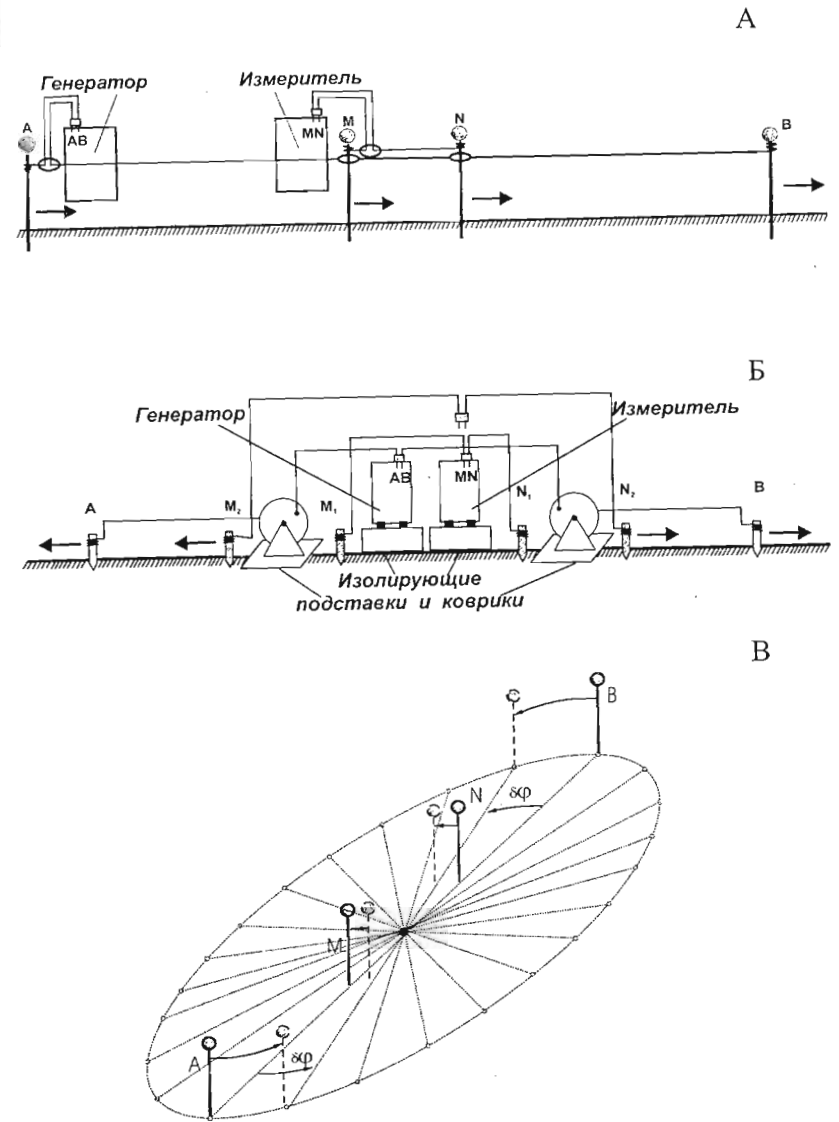 А
Генератор
Измеритель
A
AB
MN
M
N
B
Б
Генератор
Измеритель
A
M₂
M₁
AB
MN
N₁
N₂
B
Изолирующие
подставки и коврики
В
B
N
δφ
M
A
δφ